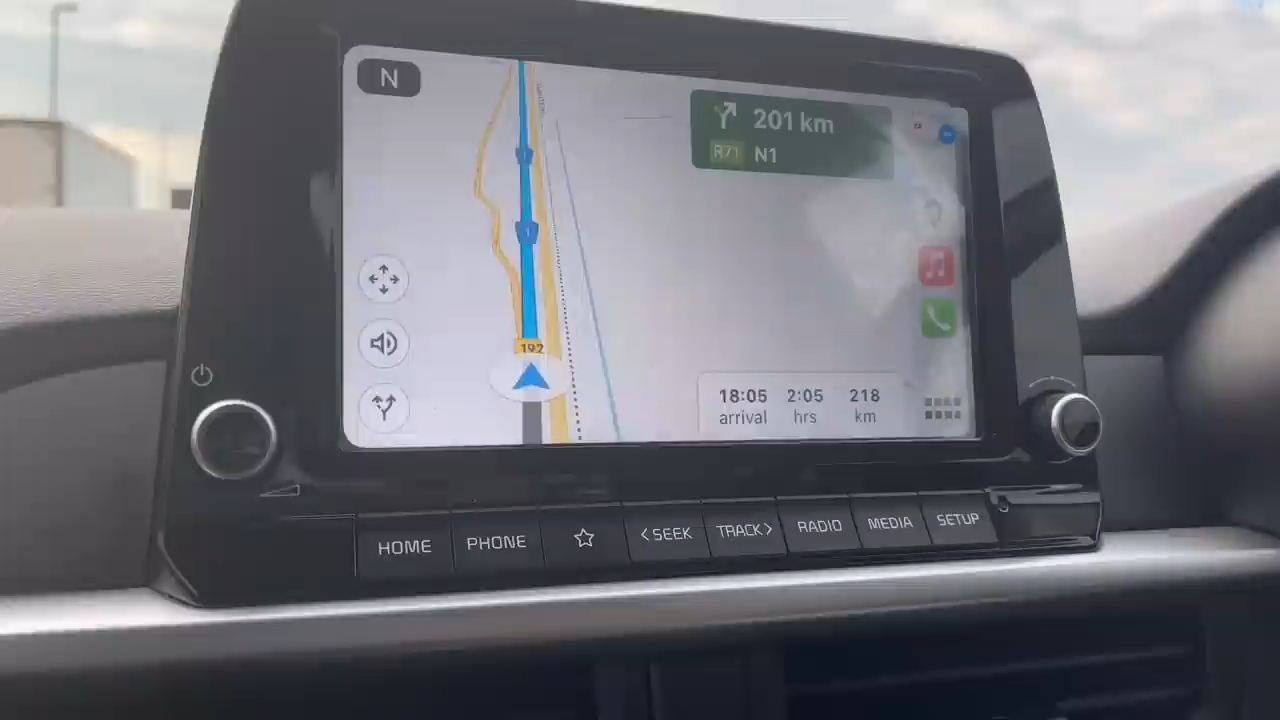 N
201 km
R71 N1
1
192
18:05 2:05 218
arrival hrs km
HOME PHONE <SEEK TRACK> RADIO MEDIA SETUP